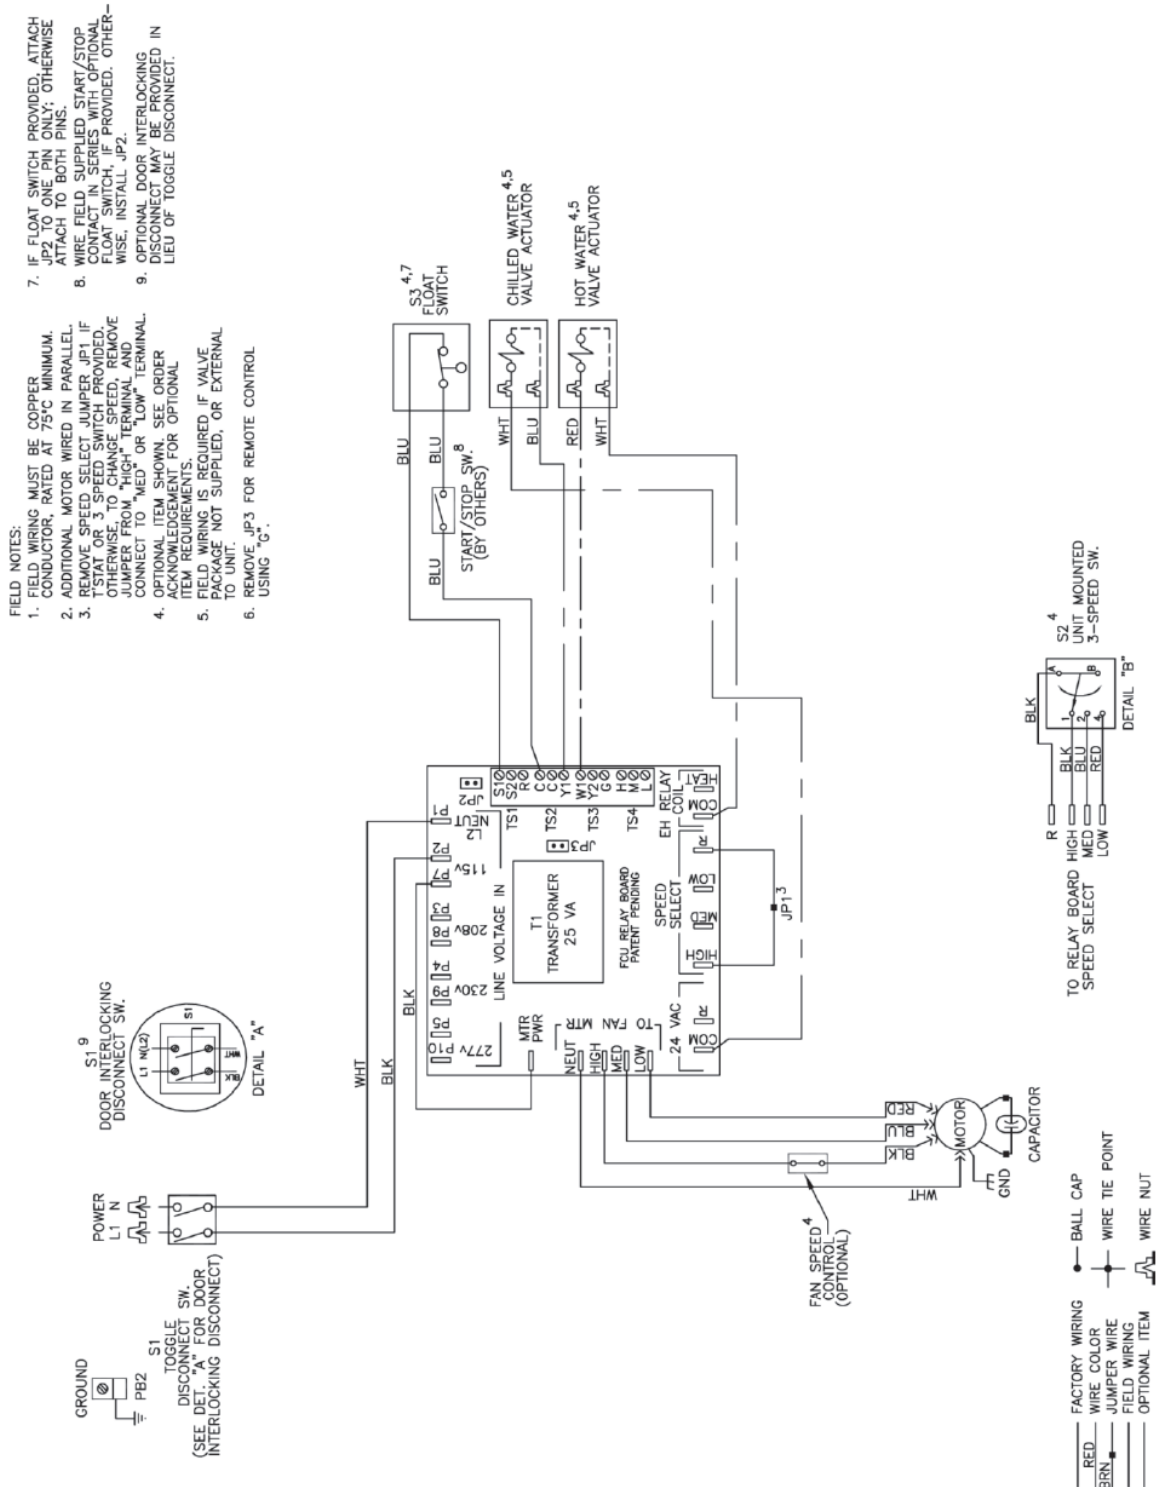 FIELD NOTES:
1. FIELD WIRING MUST BE COPPER
CONDUCTOR, RATED AT 75°C MINIMUM.
2. ADDITIONAL MOTOR WIRED IN PARALLEL.
3. REMOVE SPEED SELECT JUMPER JP1 IF
T'STAT OR 3 SPEED SWITCH PROVIDED.
OTHERWISE, TO CHANGE SPEED, REMOVE
JUMPER FROM "HIGH" TERMINAL AND
CONNECT TO "MED" OR "LOW" TERMINAL.
4. OPTIONAL ITEM SHOWN. SEE ORDER
ACKNOWLEDGEMENT FOR OPTIONAL
ITEM REQUIREMENTS.
5. FIELD WIRING IS REQUIRED IF VALVE
PACKAGE NOT SUPPLIED, OR EXTERNAL
TO UNIT.
6. REMOVE JP3 FOR REMOTE CONTROL
USING "G".
7. IF FLOAT SWITCH PROVIDED, ATTACH
JP2 TO ONE PIN ONLY; OTHERWISE
ATTACH TO BOTH PINS.
8. WIRE FIELD SUPPLIED START/STOP
CONTACT IN SERIES WITH OPTIONAL
FLOAT SWITCH, IF PROVIDED. OTHER-
WISE, INSTALL JP2.
9. OPTIONAL DOOR INTERLOCKING
DISCONNECT MAY BE PROVIDED IN
LIEU OF TOGGLE DISCONNECT.
GROUND
PB2
S1
TOGGLE
DISCONNECT SW.
(SEE DET. "A" FOR DOOR
INTERLOCKING DISCONNECT)
POWER
L1 N
S1 9
DOOR INTERLOCKING
DISCONNECT SW.
L1 N(L2)
S1
BLK WHT
DETAIL "A"
WHT
BLK
BLK
P10 P5 P9 P4 P8 P3 P7 P2 P1
277V 230V 208V 115V L2 NEUT
LINE VOLTAGE IN
MTR
PWR
JP2
JP3
T1
TRANSFORMER
25 VA
FCU RELAY BOARD
PATENT PENDING
TO FAN MTR
NEUT
HIGH
MED
LOW
24 VAC
COM R
SPEED
SELECT
HIGH MED LOW R
EH RELAY
COIL
COM HEAT
TS1
TS2
TS3
TS4
S1
S2
R
C
C
Y1
W1
Y2
G
H
M
L
JP1 3
BLU
BLU
BLU
START/STOP SW. 8
(BY OTHERS)
S3 4,7
FLOAT
SWITCH
WHT
BLU
CHILLED WATER 4,5
VALVE ACTUATOR
RED
WHT
HOT WATER 4,5
VALVE ACTUATOR
FAN SPEED 4
CONTROL
(OPTIONAL)
WHT
BLK
BLU
RED
MOTOR
GND
CAPACITOR
BLK
R
HIGH BLK 1
MED BLU 2
LOW RED 4
A
B
TO RELAY BOARD
SPEED SELECT
S2 4
UNIT MOUNTED
3-SPEED SW.
DETAIL "B"
FACTORY WIRING
RED WIRE COLOR
BRN JUMPER WIRE
FIELD WIRING
OPTIONAL ITEM
BALL CAP
WIRE TIE POINT
WIRE NUT